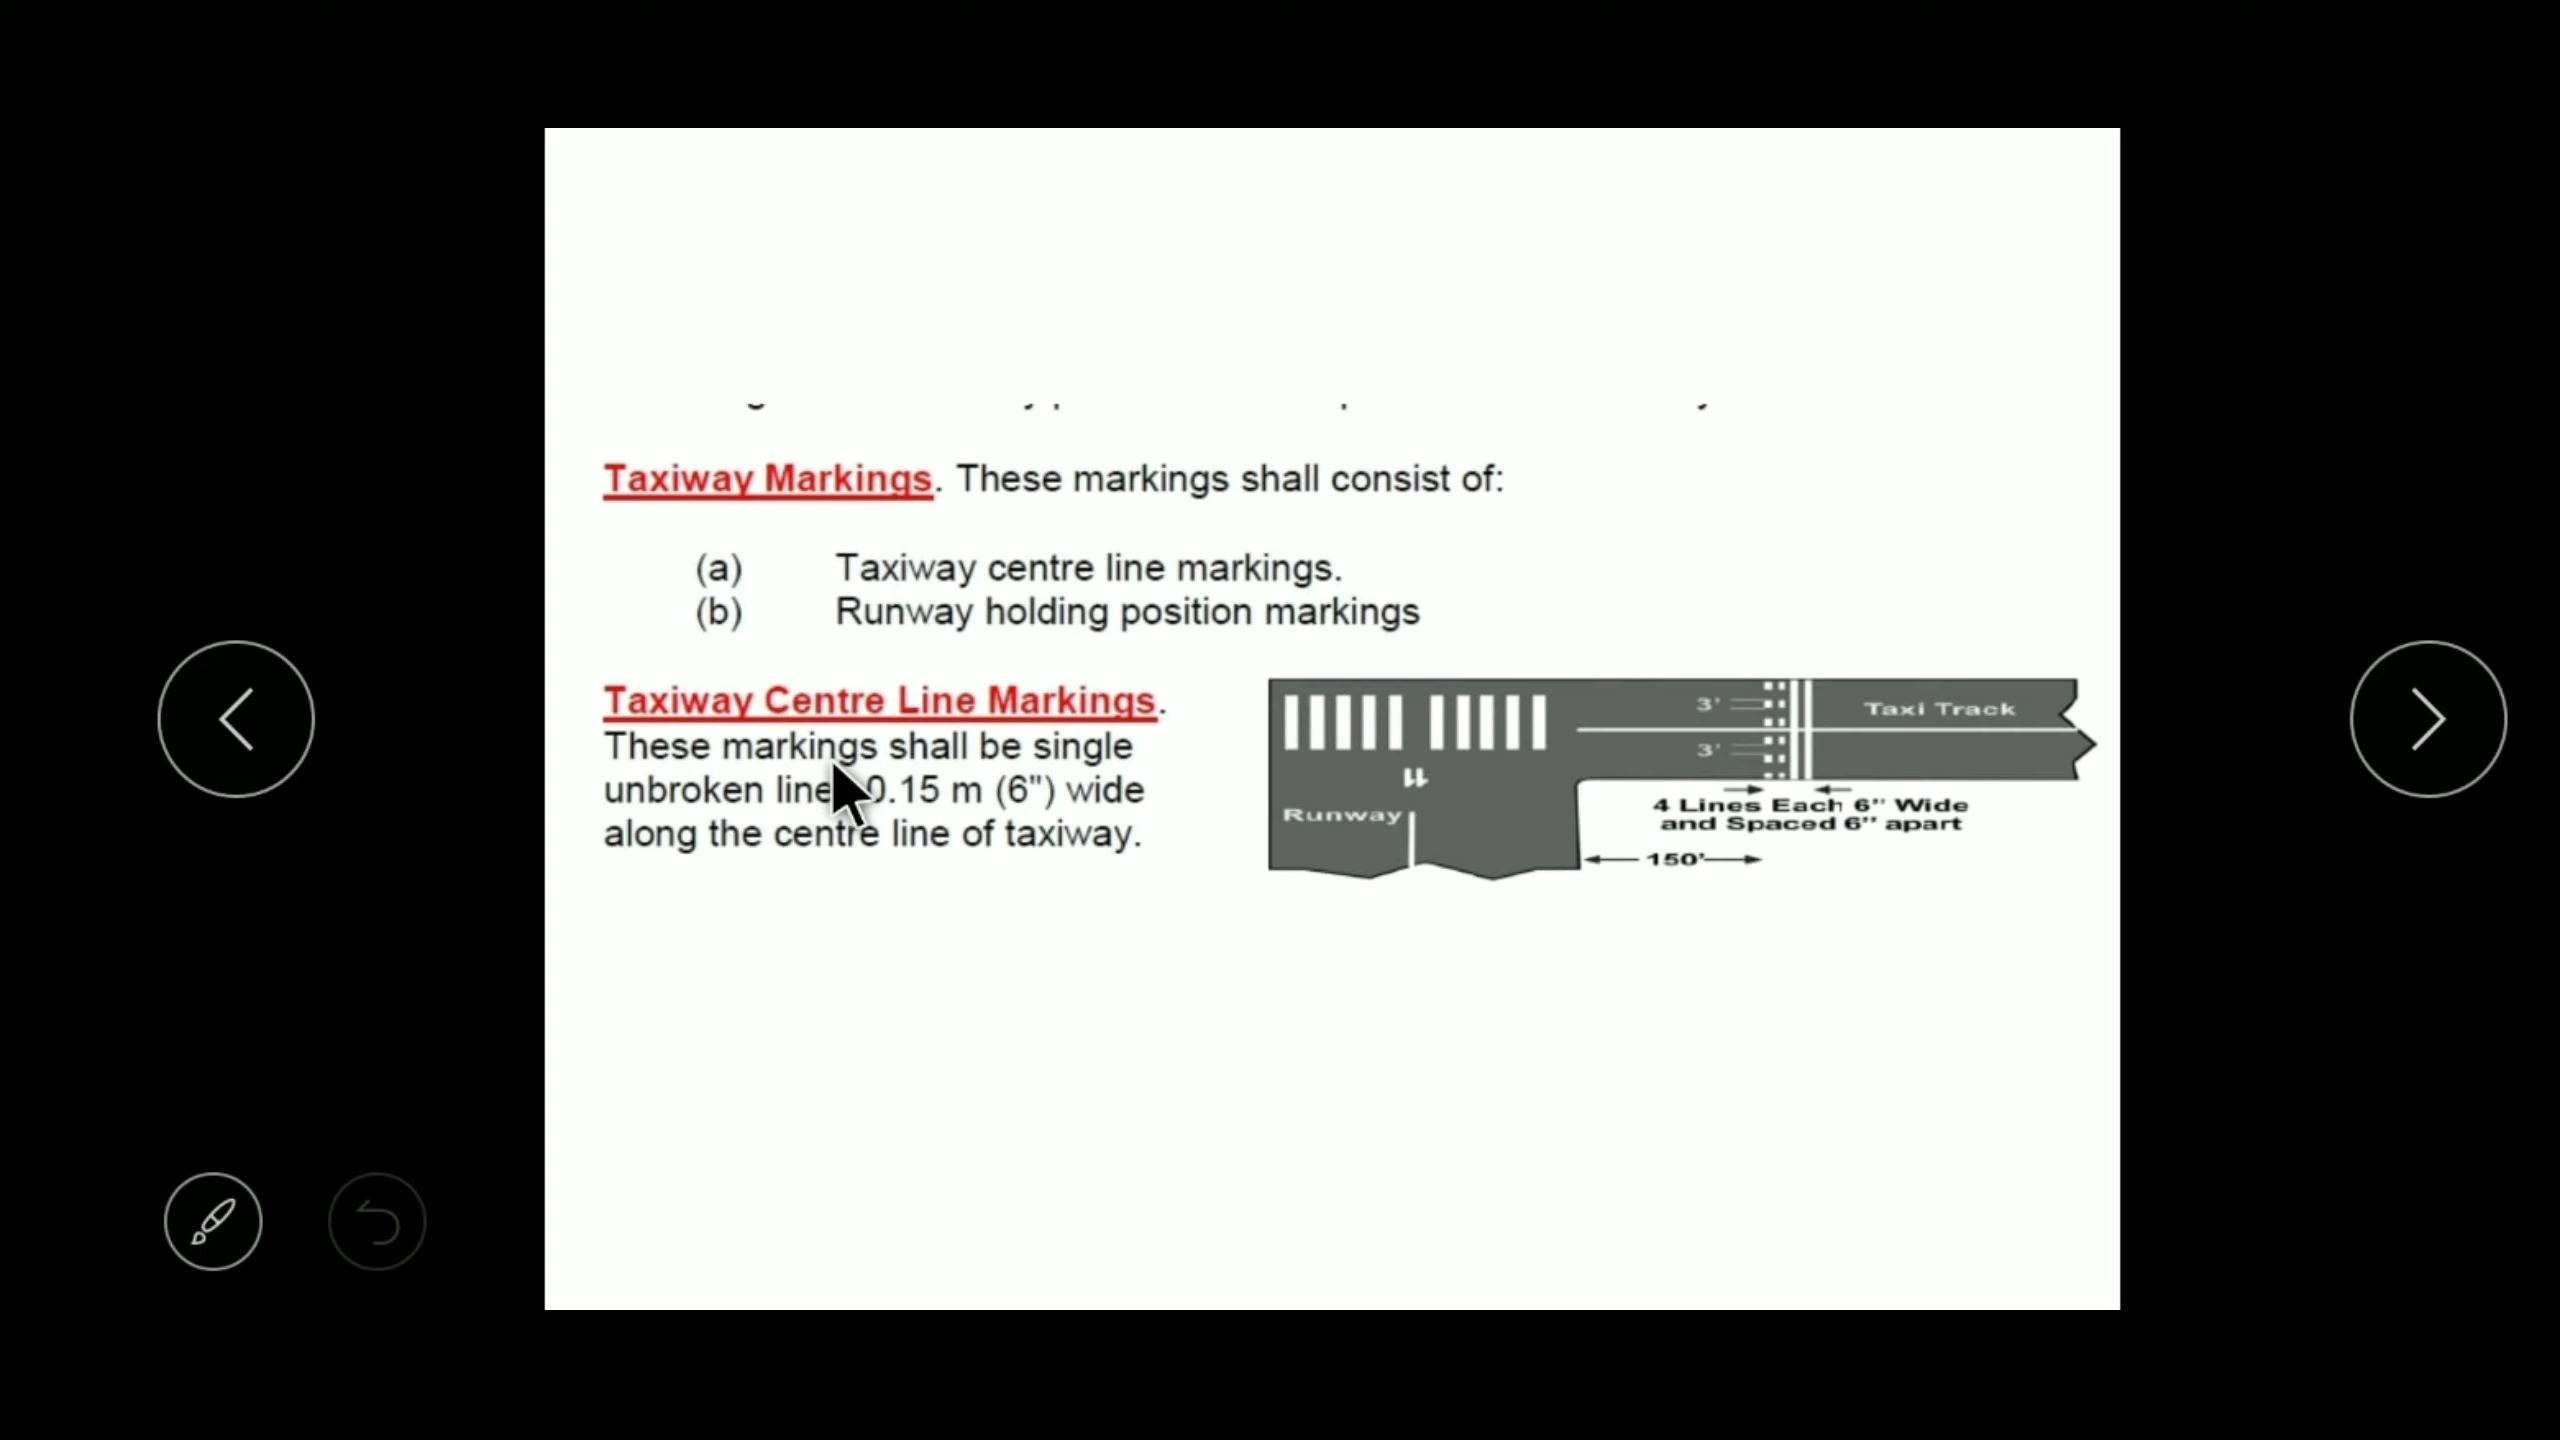 Taxiway Markings. These markings shall consist of:
(a) Taxiway centre line markings.
(b) Runway holding position markings
Taxiway Centre Line Markings.
These markings shall be single
unbroken line 0.15 m (6") wide
along the centre line of taxiway.
3'
Taxi Track
3'
Runway
4 Lines Each 6" Wide
and Spaced 6" apart
150'